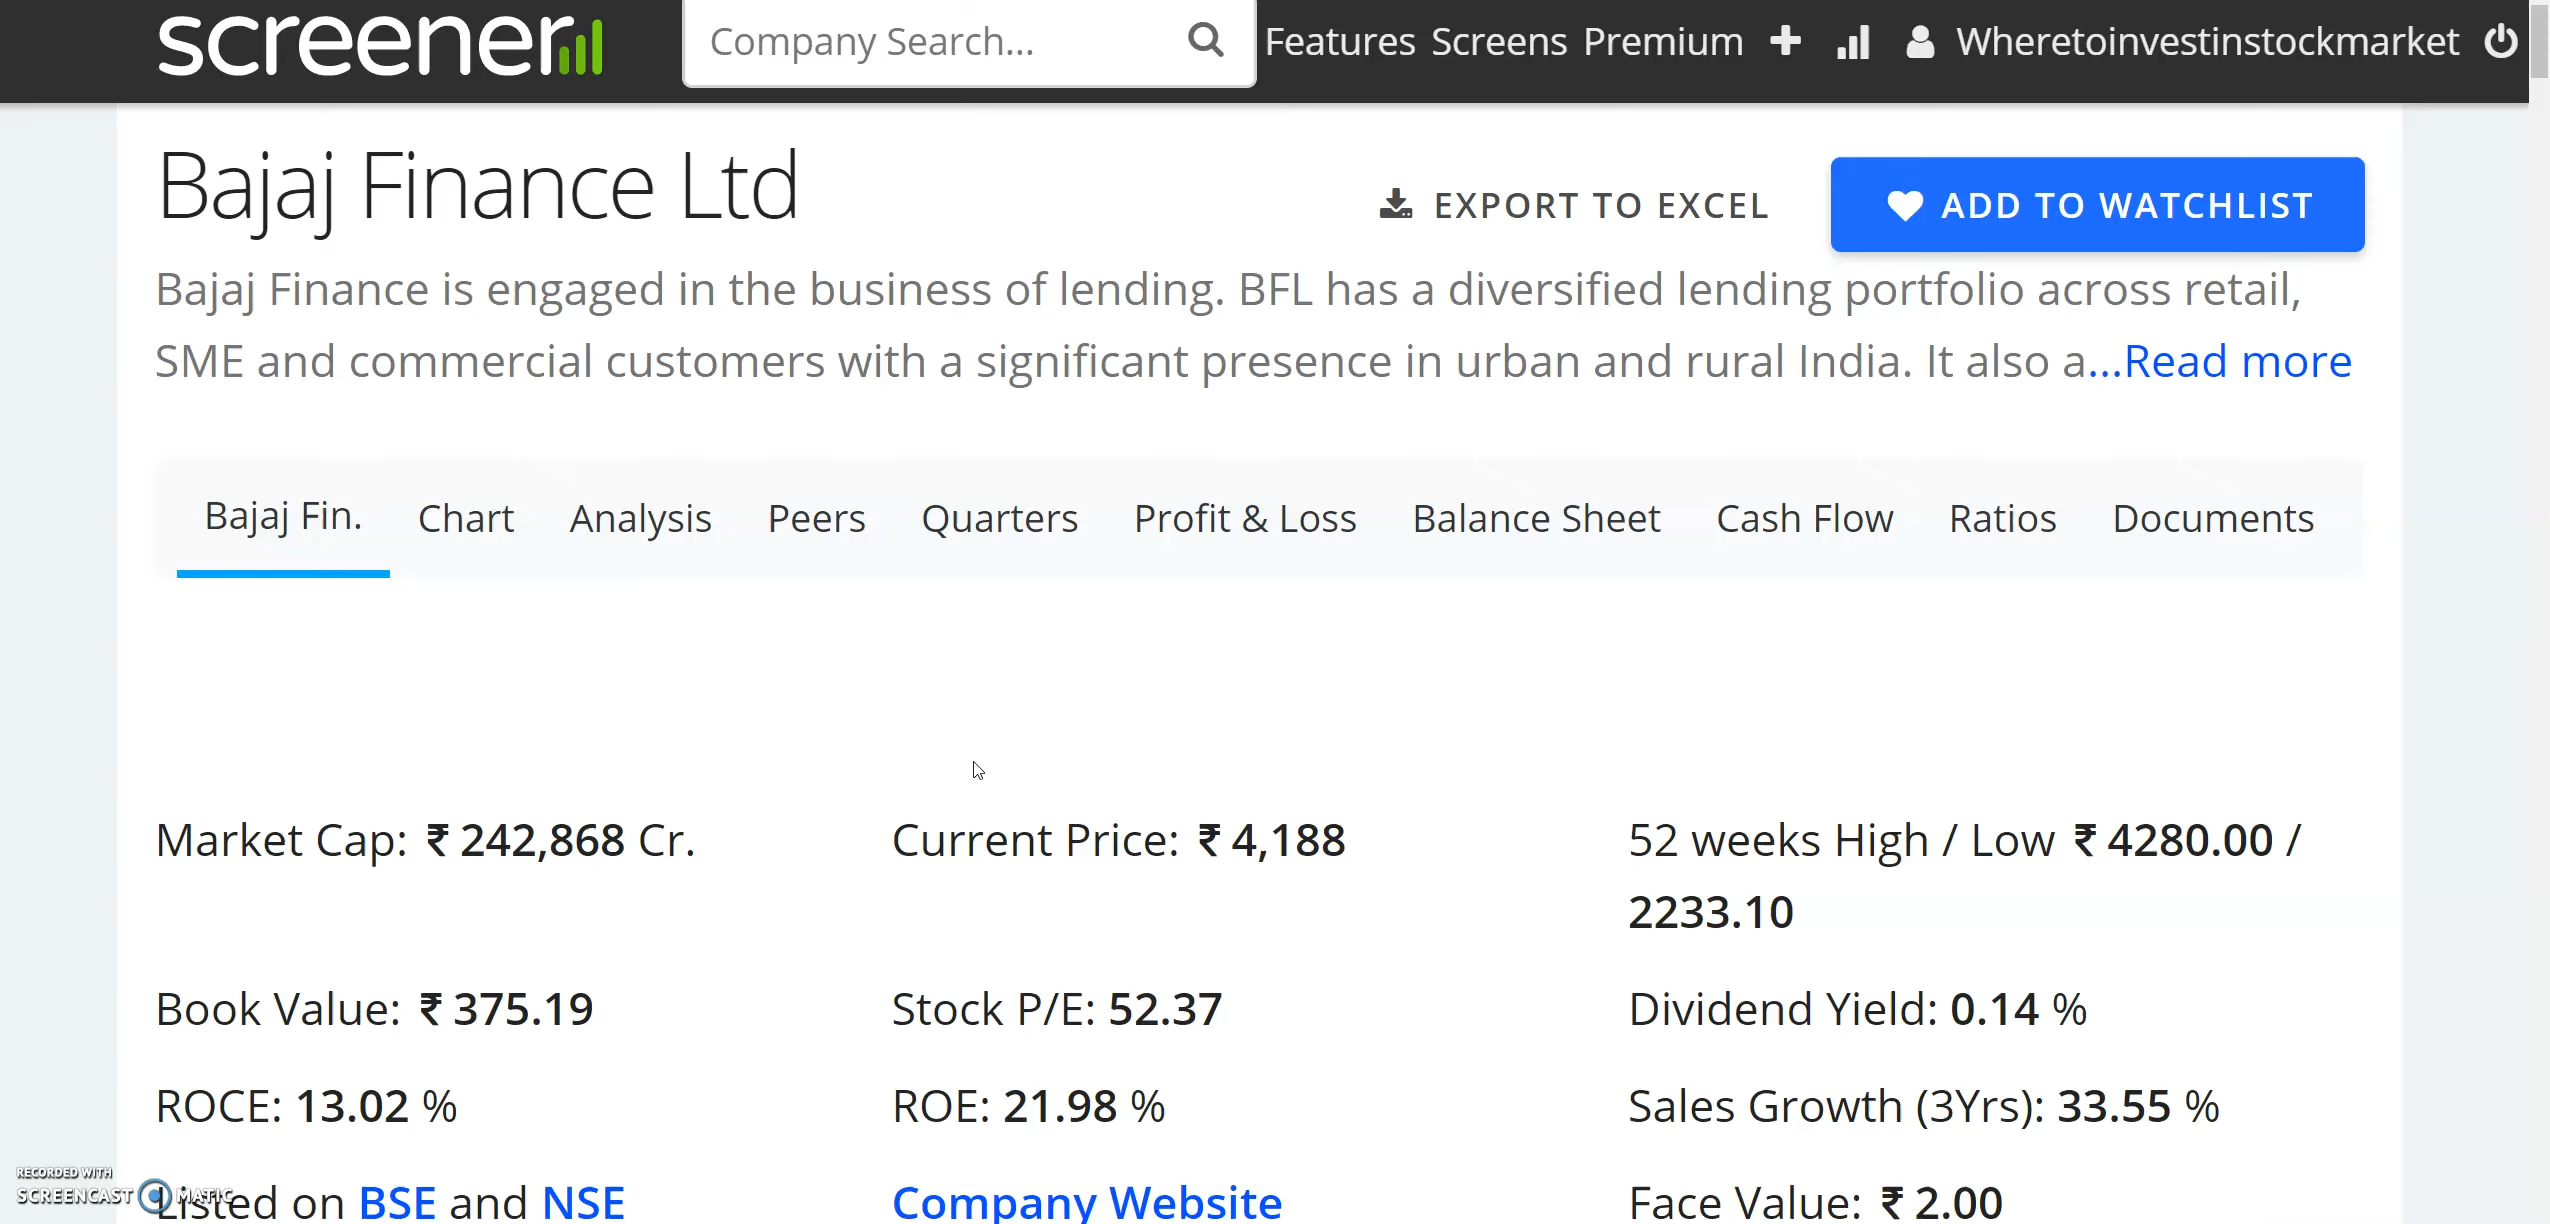 screener
Company Search...
Features Screens Premium Wheretoinvestinstockmarket
Bajaj Finance Ltd
EXPORT TO EXCEL
ADD TO WATCHLIST
Bajaj Finance is engaged in the business of lending. BFL has a diversified lending portfolio across retail,
SME and commercial customers with a significant presence in urban and rural India. It also a...Read more
Bajaj Fin. Chart Analysis Peers Quarters Profit & Loss Balance Sheet Cash Flow Ratios Documents
Market Cap: ₹ 242,868 Cr.
Current Price: ₹ 4,188
52 weeks High / Low ₹ 4280.00 /
2233.10
Book Value: ₹ 375.19
Stock P/E: 52.37
Dividend Yield: 0.14 %
ROCE: 13.02 %
ROE: 21.98 %
Sales Growth (3Yrs): 33.55 %
Listed on BSE and NSE
Company Website
Face Value: ₹ 2.00
RECORDED WITH
SCREENCAST MATIC